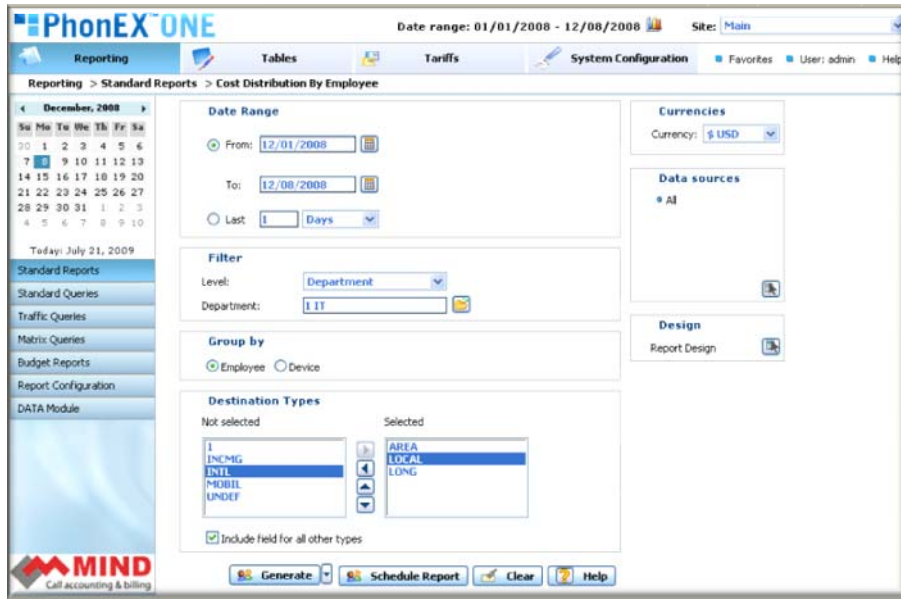 PhonEX™ONE
Date range: 01/01/2008 - 12/08/2008 Site: Main
Reporting Tables Tariffs System Configuration Favorites User: admin Help
Reporting > Standard Reports > Cost Distribution By Employee
December, 2008
Su Mo Tu We Th Fr Sa
30 1 2 3 4 5 6
7 8 9 10 11 12 13
14 15 16 17 18 19 20
21 22 23 24 25 26 27
28 29 30 31 1 2 3
4 5 6 7 8 9 10
Today: July 21, 2009
Standard Reports
Standard Queries
Traffic Queries
Matrix Queries
Budget Reports
Report Configuration
DATA Module
MIND
Call accounting & billing
Date Range
From: 12/01/2008
To: 12/08/2008
Last 1 Days
Filter
Level: Department
Department: 1 IT
Group by
Employee Device
Destination Types
Not selected Selected
1
INCMG
INTL
MOBIL
UNDEF
AREA
LOCAL
LONG
Include field for all other types
Generate Schedule Report Clear Help
Currencies
Currency: $ USD
Data sources
All
Design
Report Design